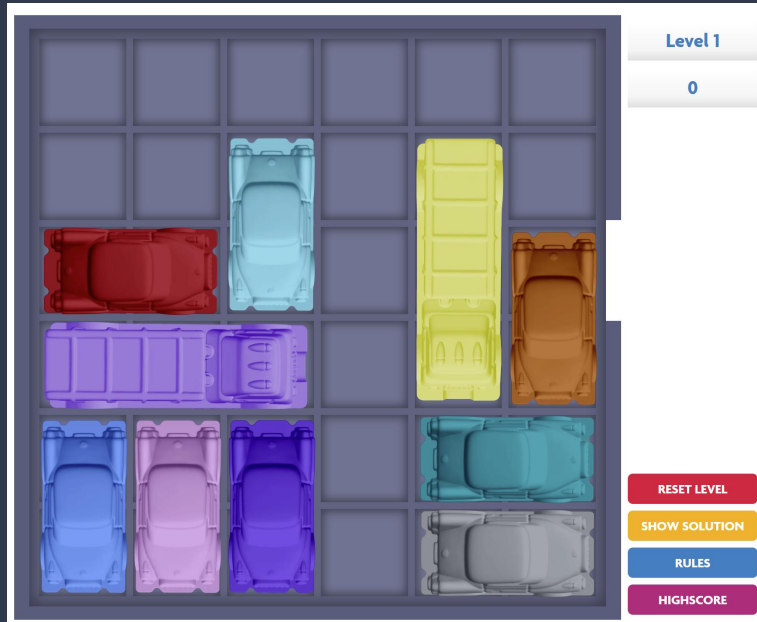 Level 1
0
RESET LEVEL
SHOW SOLUTION
RULES
HIGHSCORE